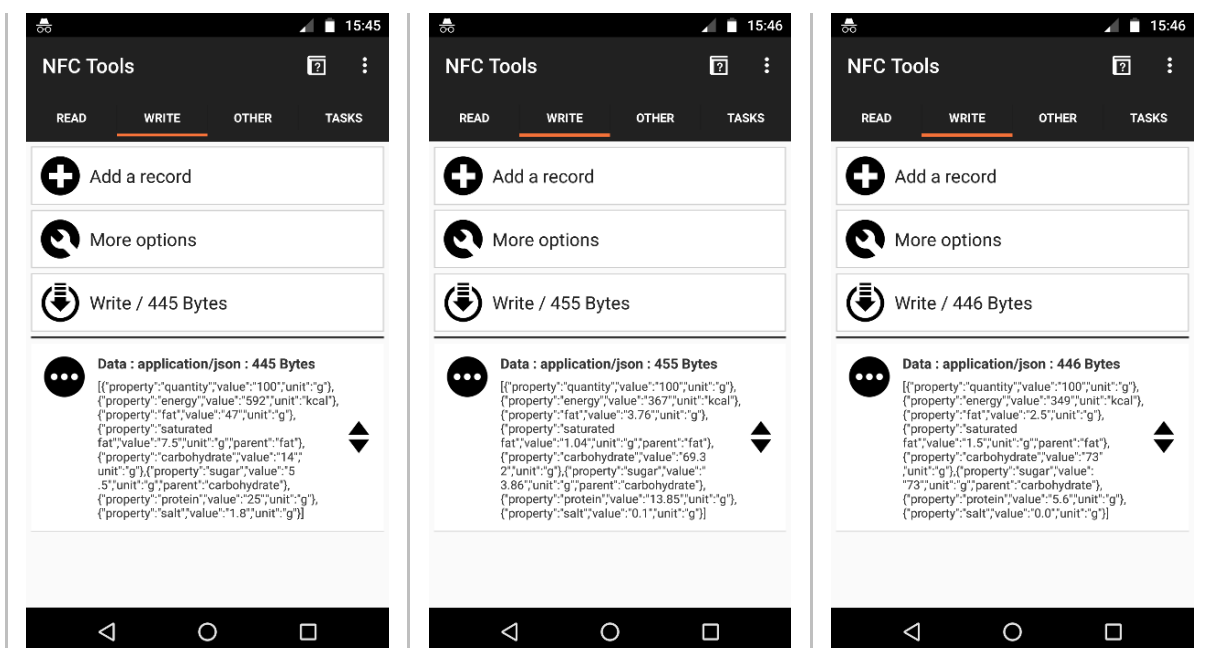 15:45
NFC Tools
READ WRITE OTHER TASKS
Add a record
More options
Write / 445 Bytes
Data : application/json : 445 Bytes
[{"property":"quantity","value":"100","unit":"g"},
{"property":"energy","value":"592","unit":"kcal"},
{"property":"fat","value":"47","unit":"g"},
{"property":"saturated
fat","value":"7.5","unit":"g","parent":"fat"},
{"property":"carbohydrate","value":"14","
unit":"g"},{"property":"sugar","value":"5
.5","unit":"g","parent":"carbohydrate"},
{"property":"protein","value":"25","unit":"g"},
{"property":"salt","value":"1.8","unit":"g"}]
15:46
NFC Tools
READ WRITE OTHER TASKS
Add a record
More options
Write / 455 Bytes
Data : application/json : 455 Bytes
[{"property":"quantity","value":"100","unit":"g"},
{"property":"energy","value":"367","unit":"kcal"},
{"property":"fat","value":"3.76","unit":"g"},
{"property":"saturated
fat","value":"1.04","unit":"g","parent":"fat"},
{"property":"carbohydrate","value":"69.3
2","unit":"g"},{"property":"sugar","value":"
3.86","unit":"g","parent":"carbohydrate"},
{"property":"protein","value":"13.85","unit":"g"},
{"property":"salt","value":"0.1","unit":"g"}]
15:46
NFC Tools
READ WRITE OTHER TASKS
Add a record
More options
Write / 446 Bytes
Data : application/json : 446 Bytes
[{"property":"quantity","value":"100","unit":"g"},
{"property":"energy","value":"349","unit":"kcal"},
{"property":"fat","value":"2.5","unit":"g"},
{"property":"saturated
fat","value":"1.5","unit":"g","parent":"fat"},
{"property":"carbohydrate","value":"73"
,"unit":"g"},{"property":"sugar","value":
"73","unit":"g","parent":"carbohydrate"},
{"property":"protein","value":"5.6","unit":"g"},
{"property":"salt","value":"0.0","unit":"g"}]